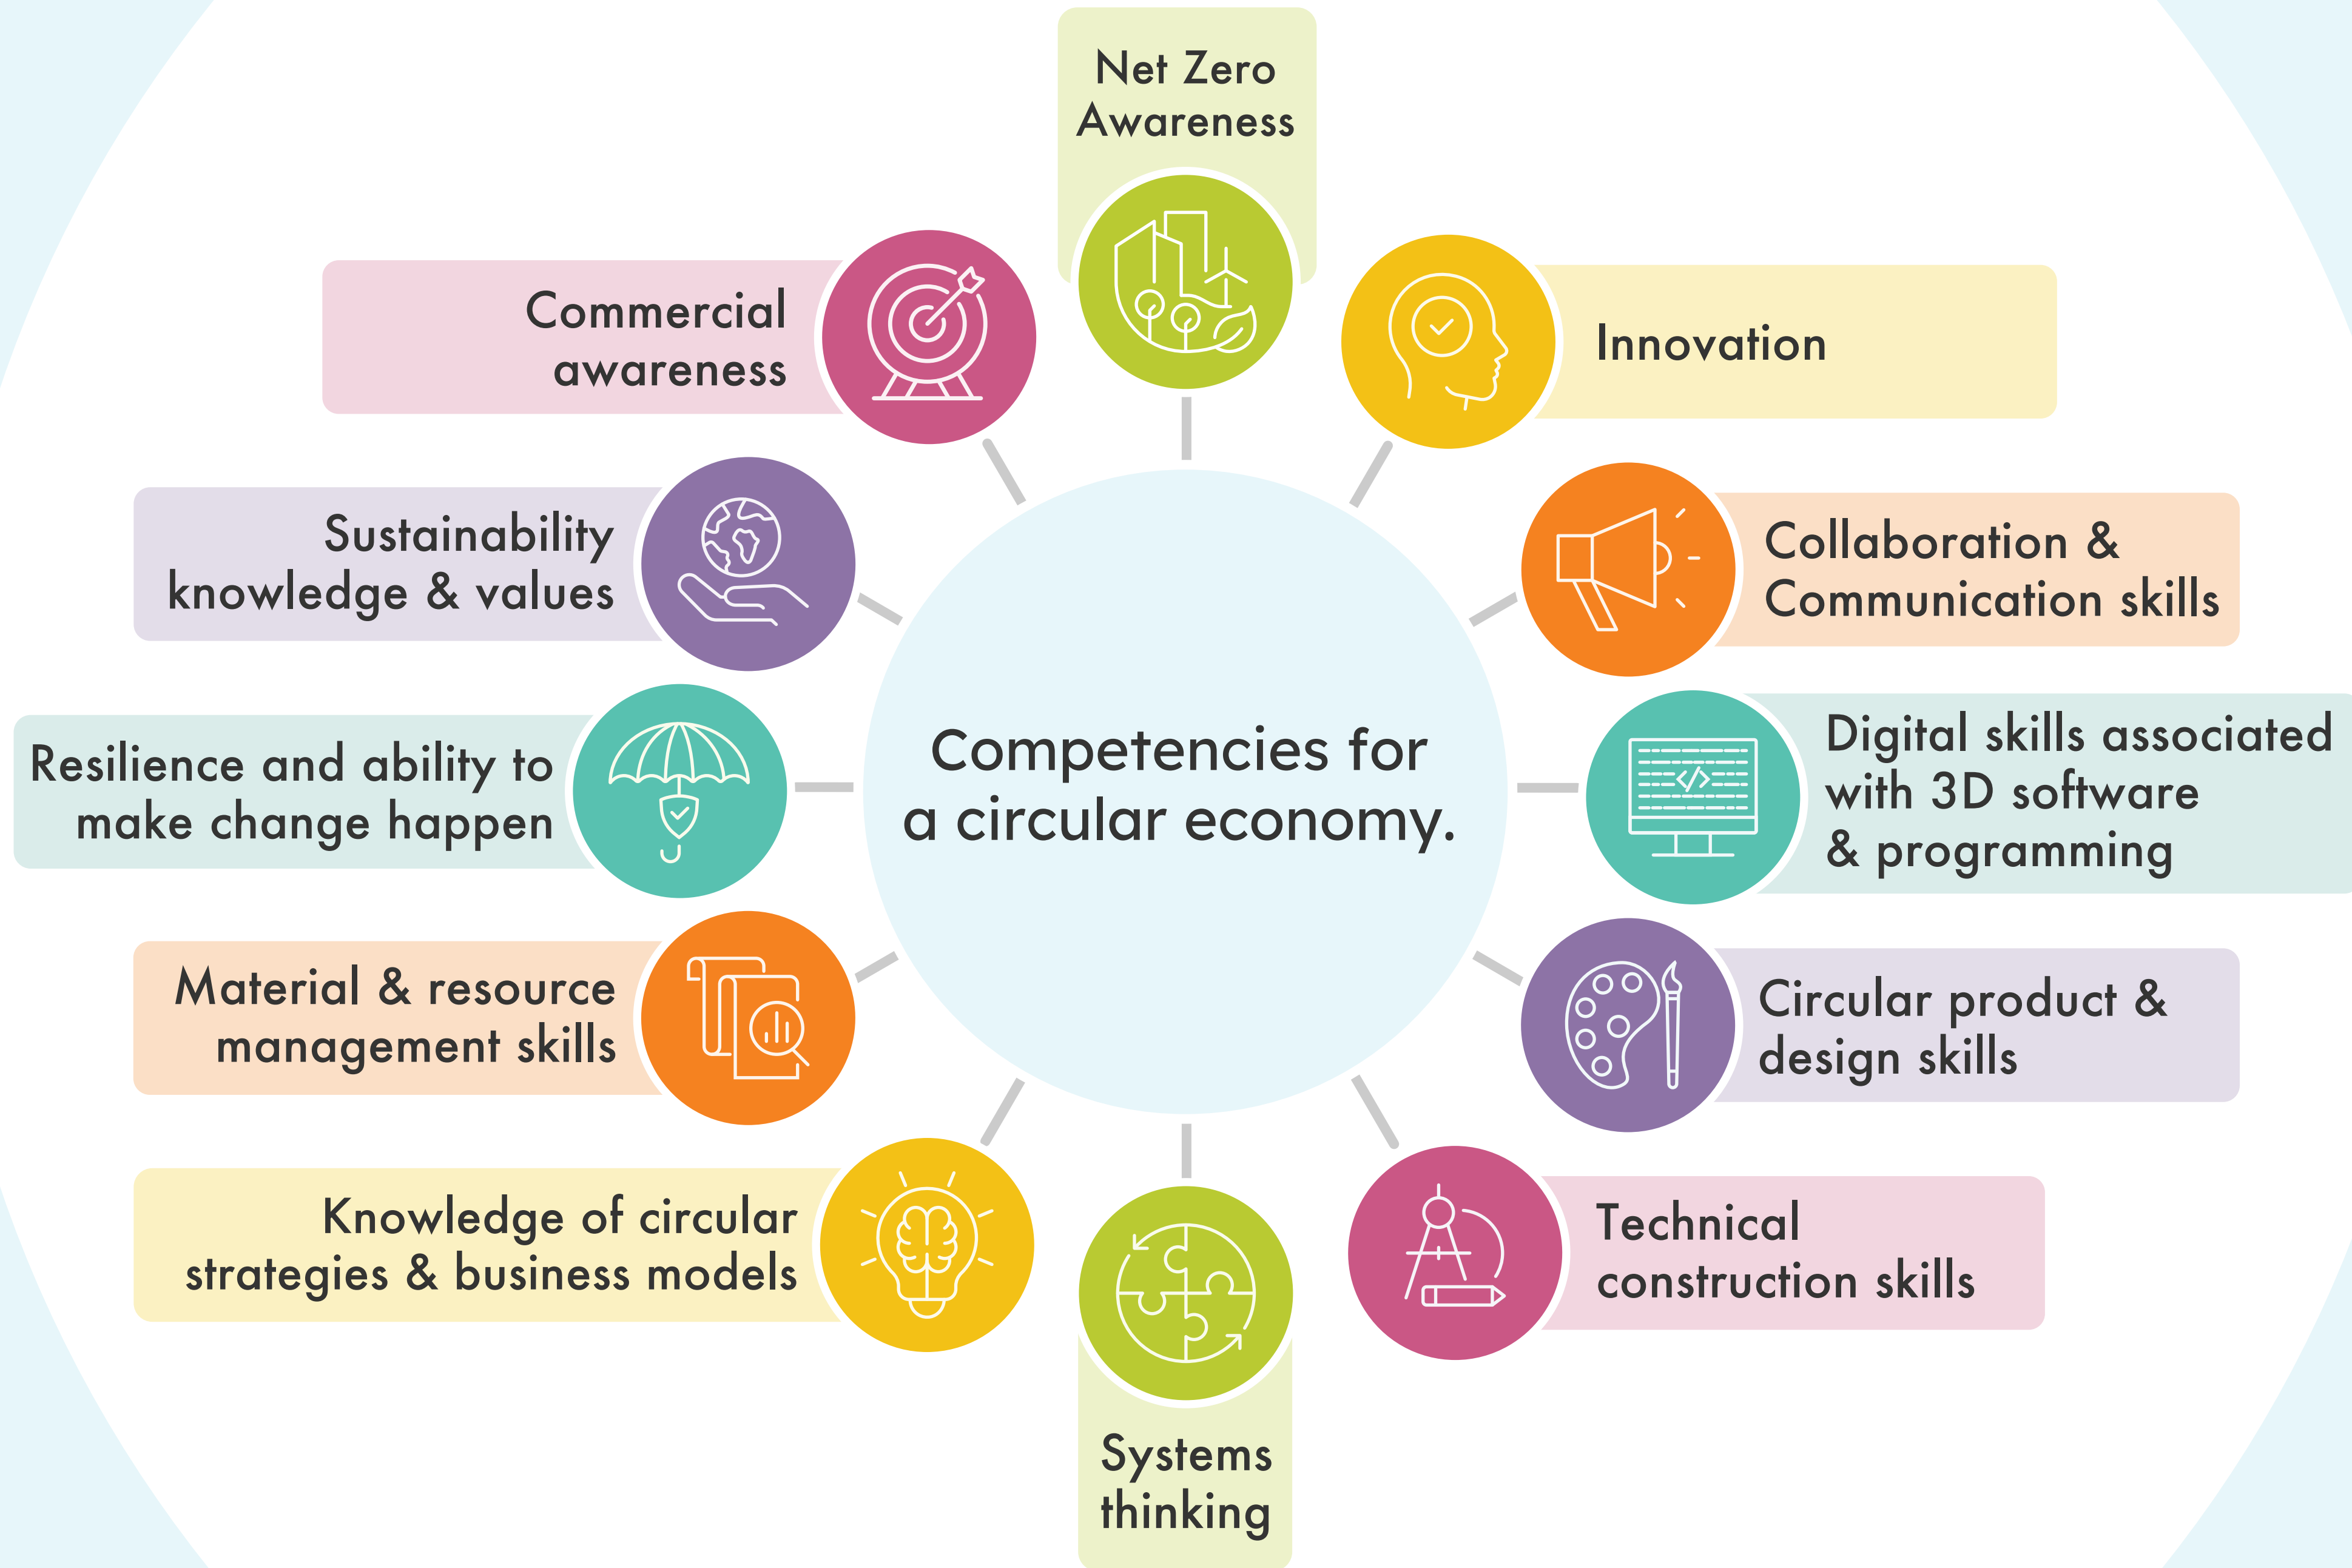 Net Zero
Awareness
Innovation
Collaboration &
Communication skills
Digital skills associated
with 3D software
& programming
Circular product &
design skills
Technical
construction skills
Systems
thinking
Knowledge of circular
strategies & business models
Material & resource
management skills
Resilience and ability to
make change happen
Sustainability
knowledge & values
Commercial
awareness
Competencies for
a circular economy.